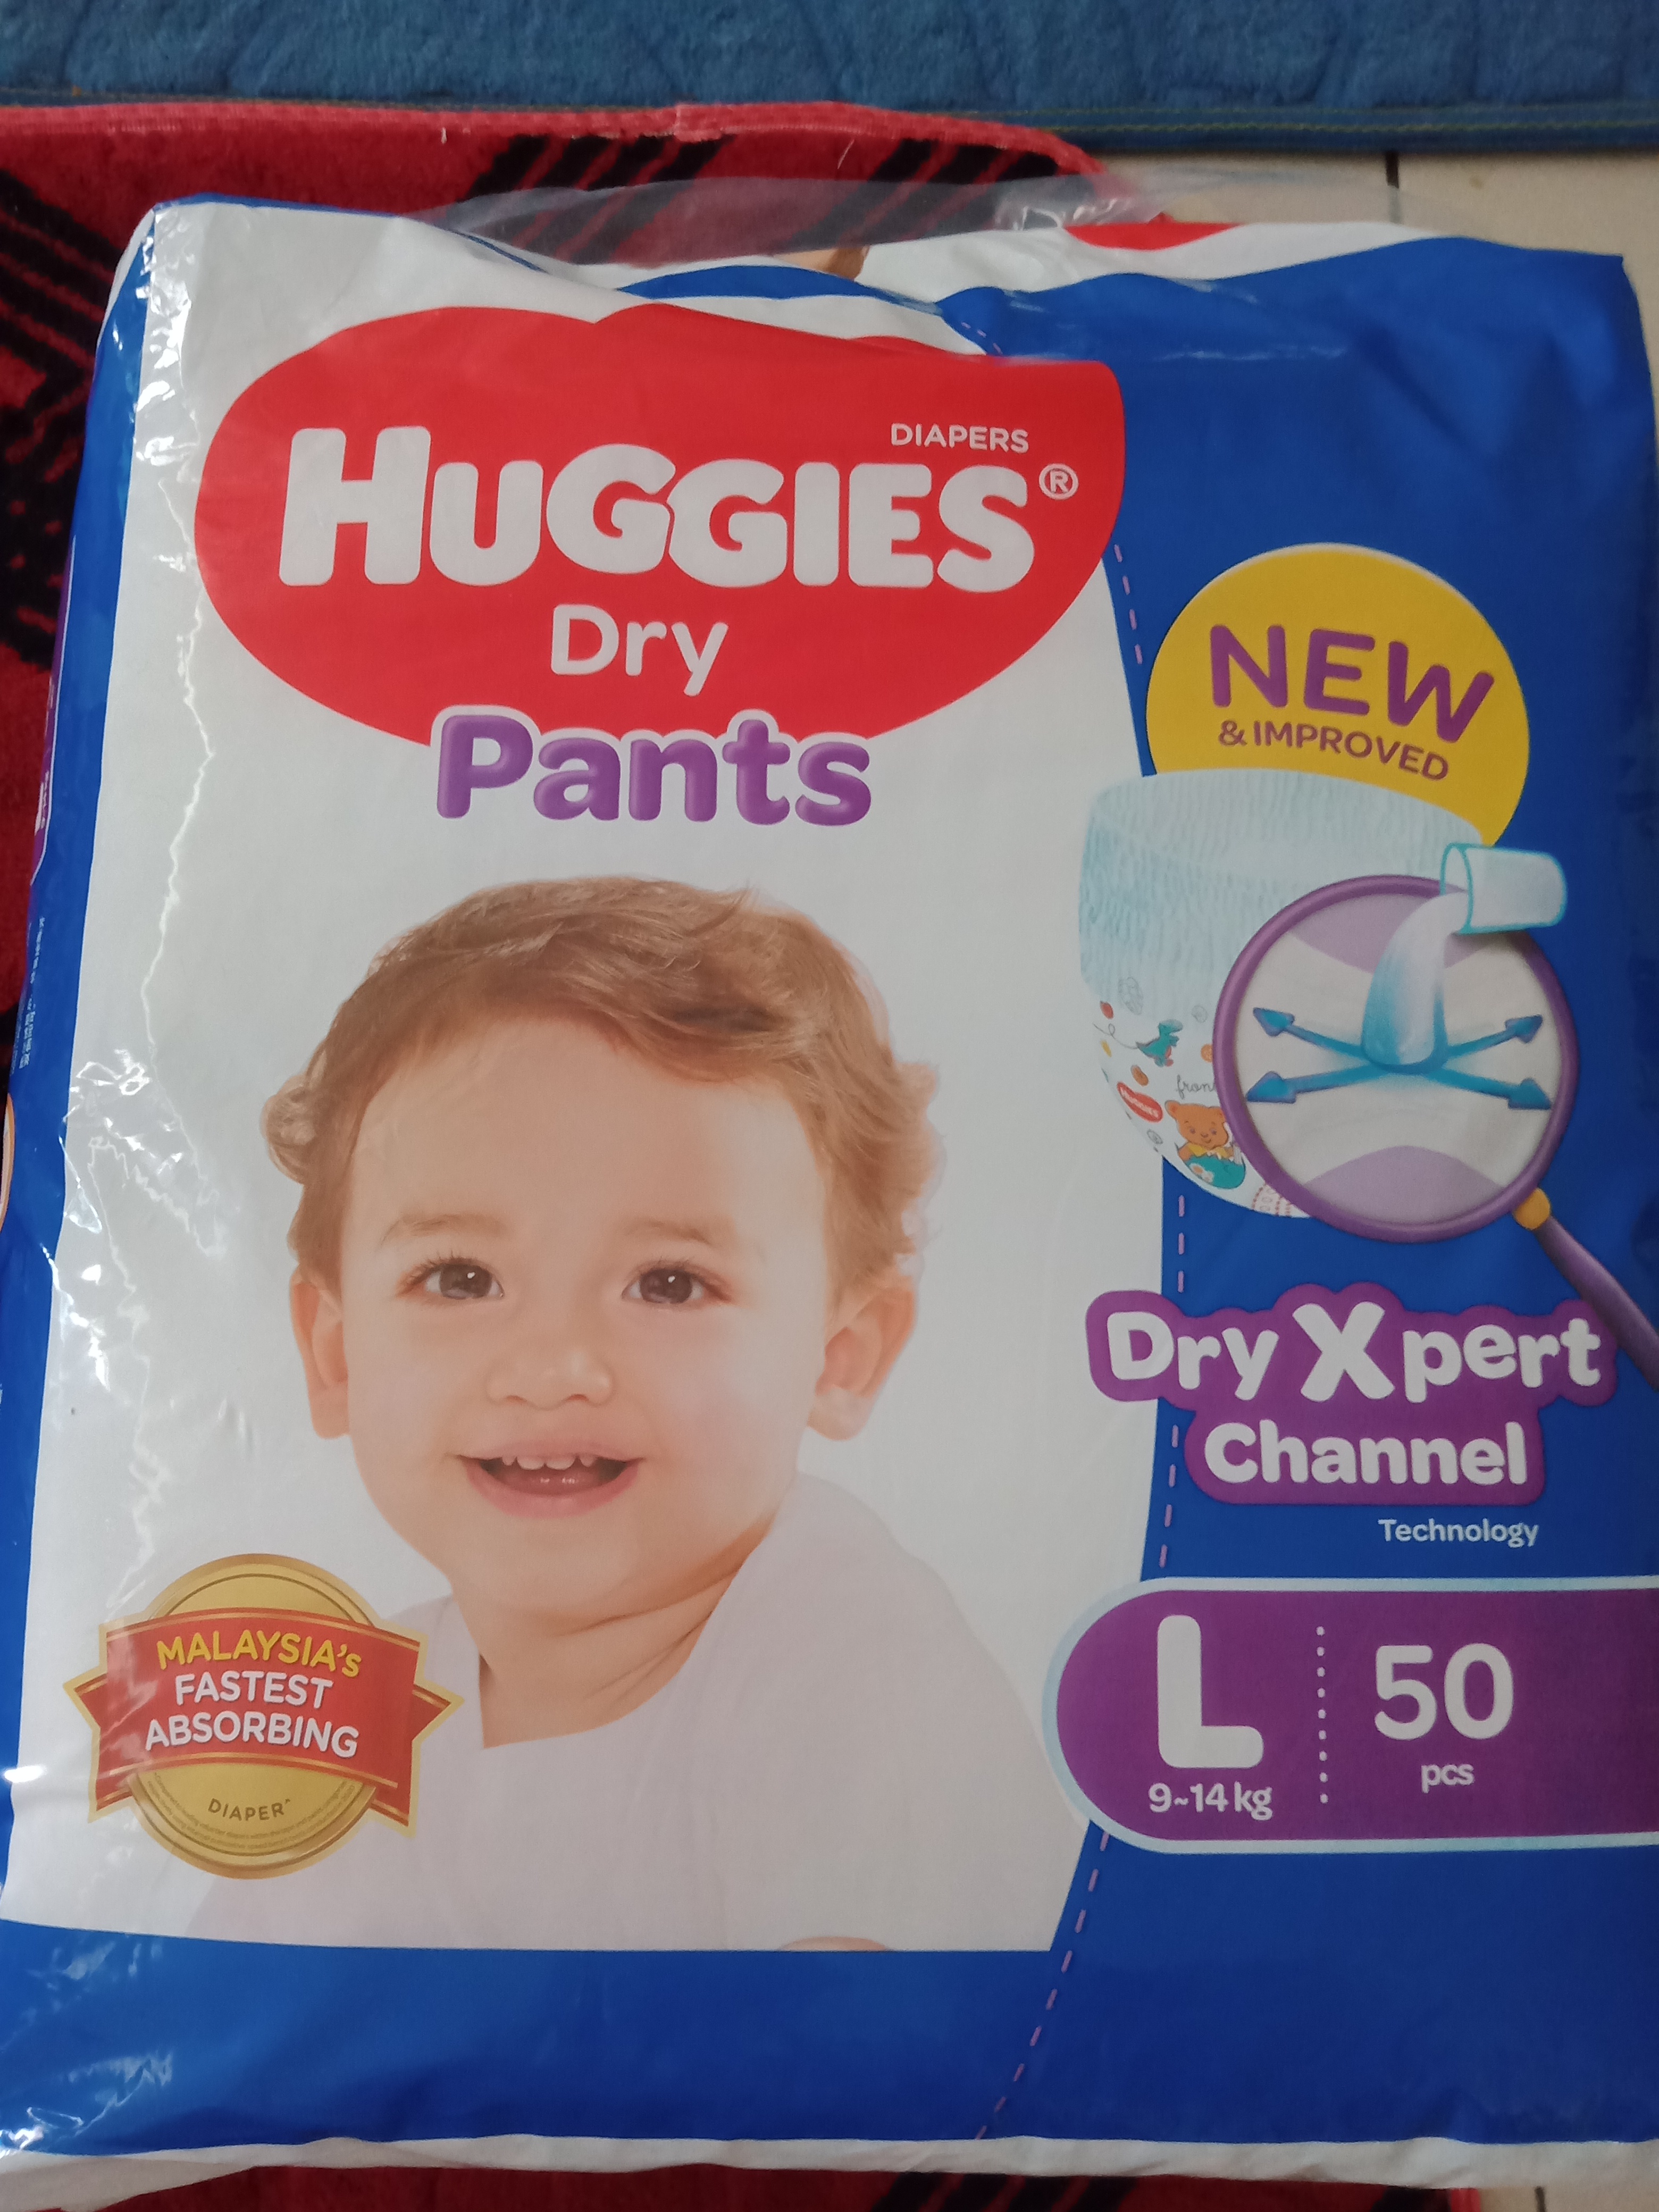 DIAPERS
HUGGIES®
Dry
Pants
NEW
& IMPROVED
HUGGIES
Dry Xpert
Channel
Technology
MALAYSIA's
FASTEST
ABSORBING
DIAPER^
L
9~14 kg
50
pcs